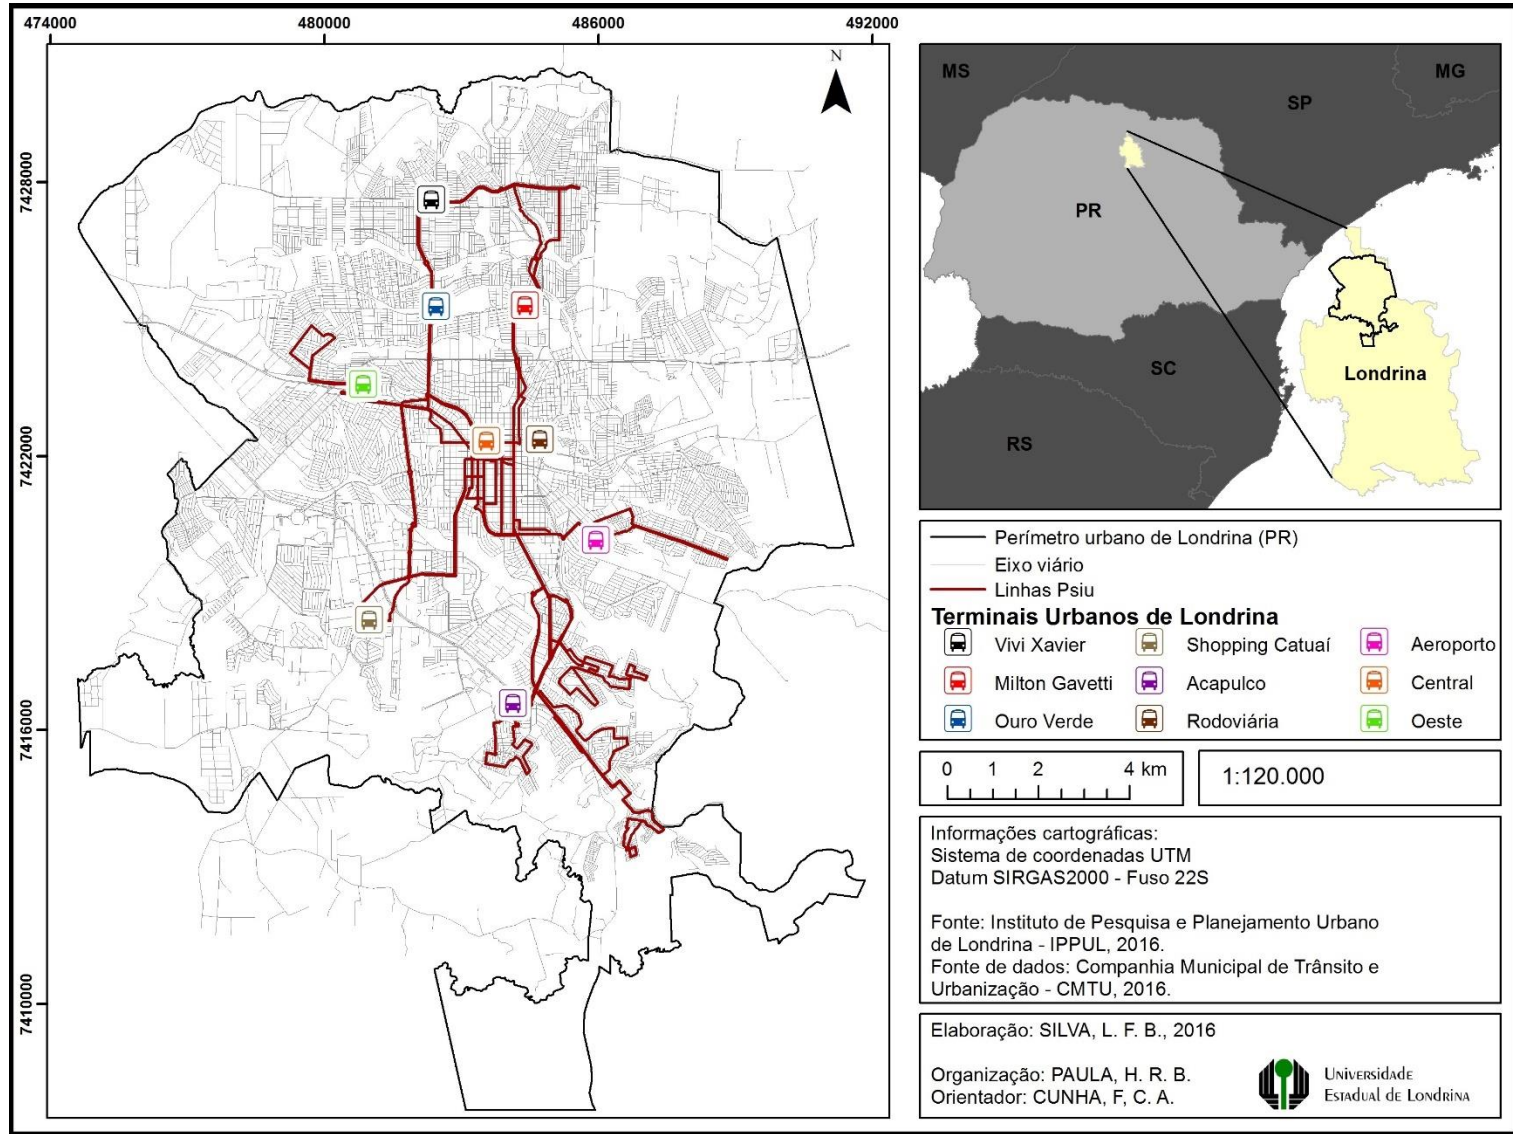 474000
480000
486000
492000
7428000
7422000
7416000
7410000
N
MS
MG
SP
PR
SC
RS
Londrina
Perímetro urbano de Londrina (PR)
Eixo viário
Linhas Psiu
Terminais Urbanos de Londrina
Vivi Xavier
Shopping Catuaí
Aeroporto
Milton Gavetti
Acapulco
Central
Ouro Verde
Rodoviária
Oeste
0 1 2 4 km
1:120.000
Informações cartográficas:
Sistema de coordenadas UTM
Datum SIRGAS2000 - Fuso 22S
Fonte: Instituto de Pesquisa e Planejamento Urbano
de Londrina - IPPUL, 2016.
Fonte de dados: Companhia Municipal de Trânsito e
Urbanização - CMTU, 2016.
Elaboração: SILVA, L. F. B., 2016
Organização: PAULA, H. R. B.
Orientador: CUNHA, F, C. A.
Universidade
Estadual de Londrina